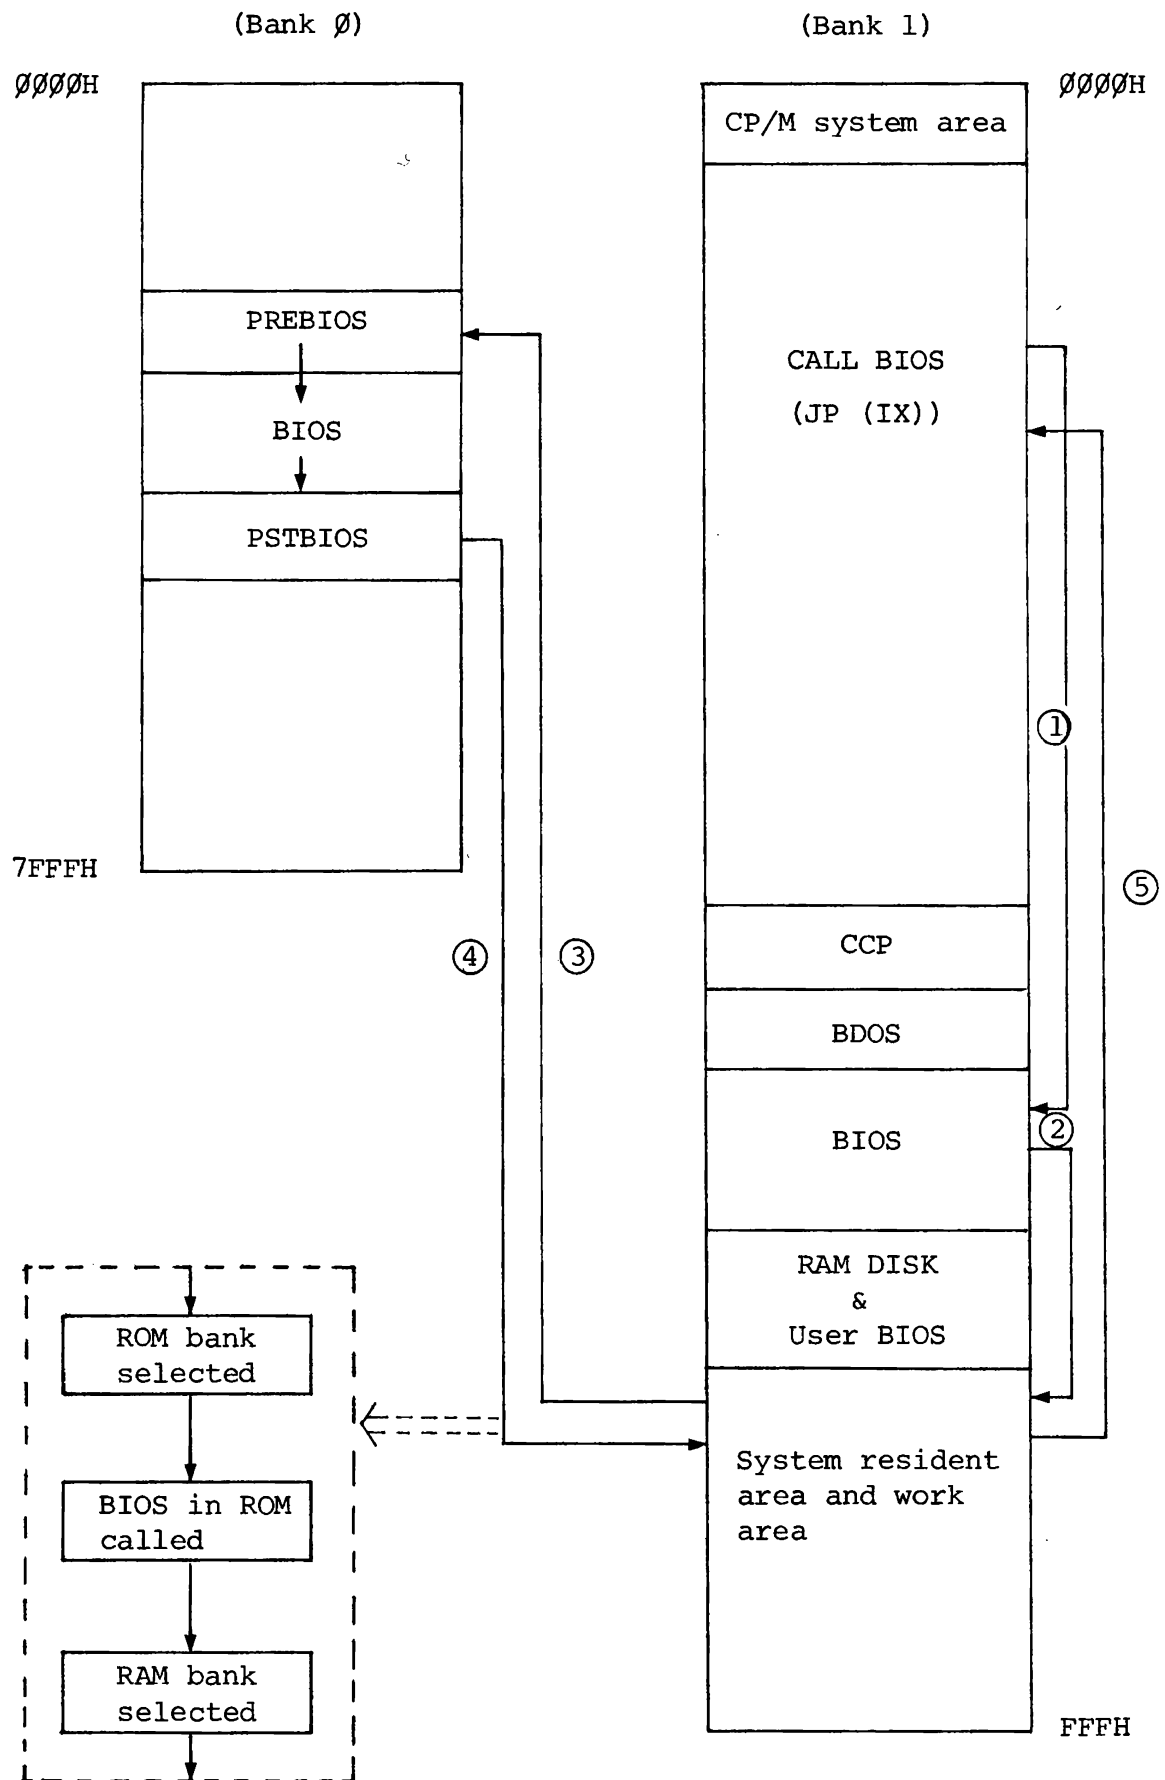 (Bank Ø)
(Bank 1)
ØØØØH
ØØØØH
CP/M system area
PREBIOS
BIOS
PSTBIOS
7FFFH
CALL BIOS
(JP (IX))
①
⑤
④
③
CCP
BDOS
②
BIOS
RAM DISK
&
User BIOS
System resident
area and work
area
FFFH
ROM bank
selected
BIOS in ROM
called
RAM bank
selected